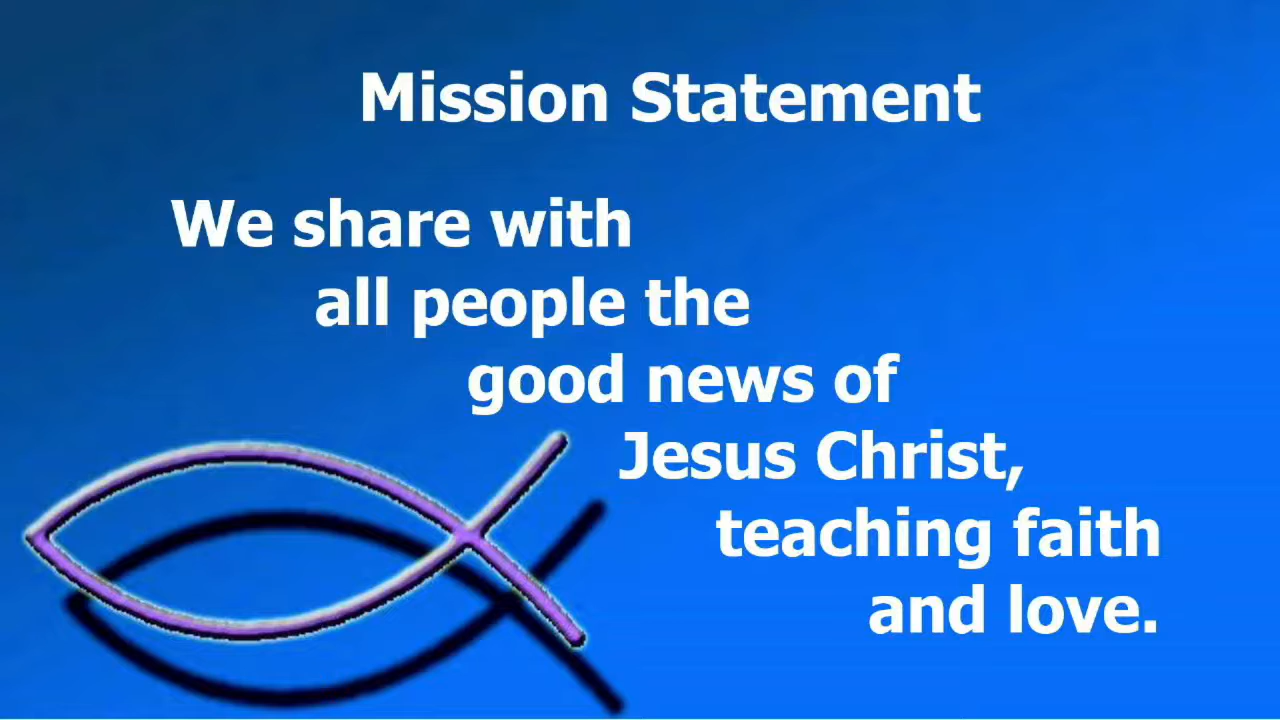 Mission Statement
We share with
all people the
good news of
Jesus Christ,
teaching faith
and love.